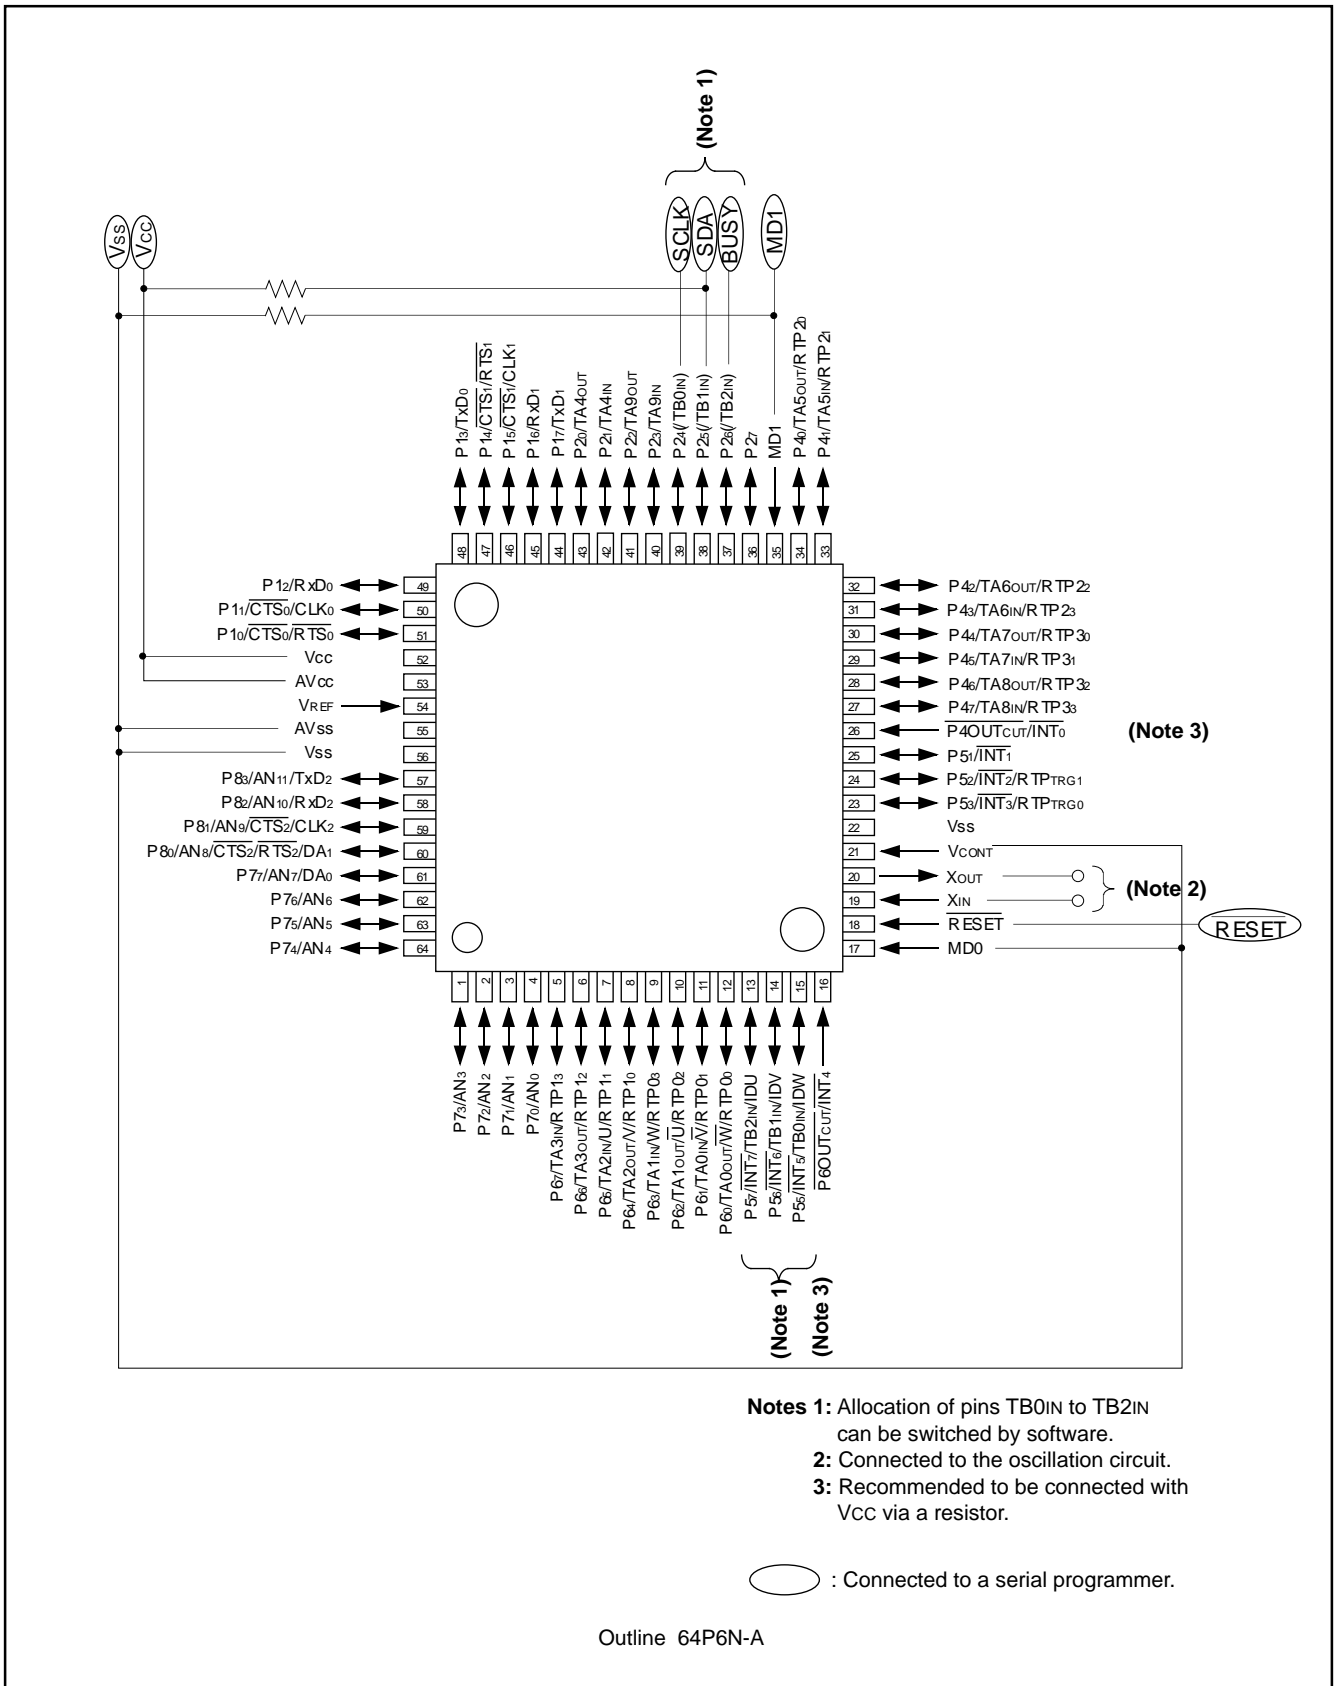 (Note 1)
Vss
Vcc
SCLK
SDA
BUSY
MD1
P13/TxD0
P14/CTS1/RTS1
P15/CTS1/CLK1
P16/RxD1
P17/TxD1
P20/TA4OUT
P21/TA4IN
P22/TA9OUT
P23/TA9IN
P24(/TB0IN)
P25(/TB1IN)
P26(/TB2IN)
P27
MD1
P40/TA5OUT/RTP20
P41/TA5IN/RTP21
48 47 46 45 44 43 42 41 40 39 38 37 36 35 34 33
P12/RxD0 49
P11/CTS0/CLK0 50
P10/CTS0/RTS0 51
Vcc 52
AVcc 53
VREF 54
AVss 55
Vss 56
P83/AN11/TxD2 57
P82/AN10/RxD2 58
P81/AN9/CTS2/CLK2 59
P80/AN8/CTS2/RTS2/DA1 60
P77/AN7/DA0 61
P76/AN6 62
P75/AN5 63
P74/AN4 64
32 P42/TA6OUT/RTP22
31 P43/TA6IN/RTP23
30 P44/TA7OUT/RTP30
29 P45/TA7IN/RTP31
28 P46/TA8OUT/RTP32
27 P47/TA8IN/RTP33
26 P4OUTCUT/INT0 (Note 3)
25 P51/INT1
24 P52/INT2/RTPTRG1
23 P53/INT3/RTPTRG0
22 Vss
21 VCONT
20 XOUT
19 XIN
(Note 2)
18 RESET
RESET
17 MD0
1 2 3 4 5 6 7 8 9 10 11 12 13 14 15 16
P73/AN3
P72/AN2
P71/AN1
P70/AN0
P67/TA3IN/RTP13
P66/TA3OUT/RTP12
P65/TA2IN/U/RTP11
P64/TA2OUT/V/RTP10
P63/TA1IN/W/RTP03
P62/TA1OUT/U/RTP02
P61/TA0IN/V/RTP01
P60/TA0OUT/W/RTP00
P57/INT7/TB2IN/IDU
P56/INT6/TB1IN/IDV
P55/INT5/TB0IN/IDW
P6OUTCUT/INT4
(Note 1)
(Note 3)
Notes 1: Allocation of pins TB0IN to TB2IN
can be switched by software.
2: Connected to the oscillation circuit.
3: Recommended to be connected with
VCC via a resistor.
: Connected to a serial programmer.
Outline 64P6N-A